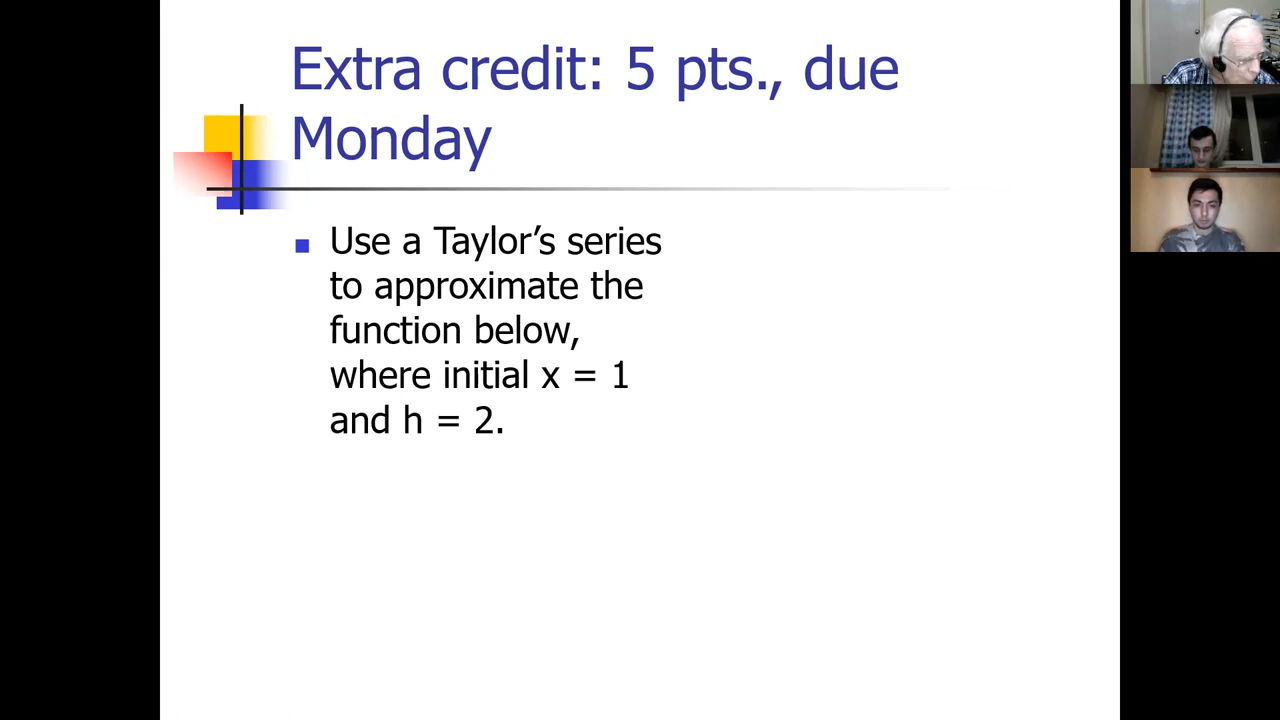 Extra credit: 5 pts., due
Monday
Use a Taylor’s series
to approximate the
function below,
where initial x = 1
and h = 2.